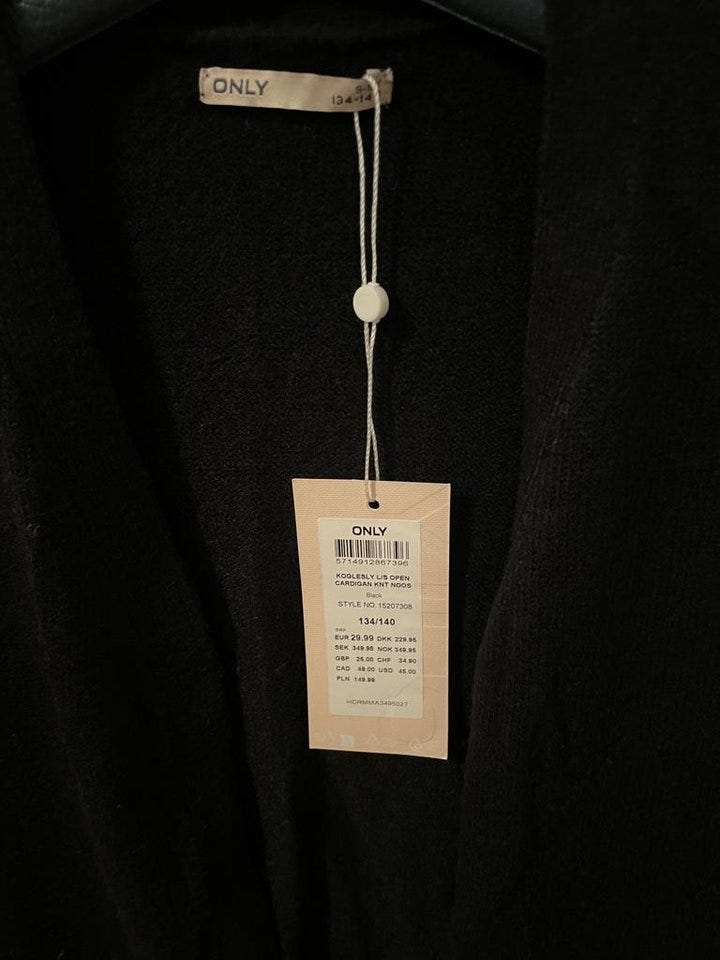 ONLY
134-14
ONLY
5714912867396
KOGLESLY L/S OPEN
CARDIGAN KNT NOOS
Black
STYLE NO. 15207308
134/140
SRP
EUR 29.99 DKK 229.95
SEK 349.95 NOK 349.95
GBP 25.00 CHF 34.90
CAD 49.00 USD 45.00
PLN 149.99
HDRMMA3495027